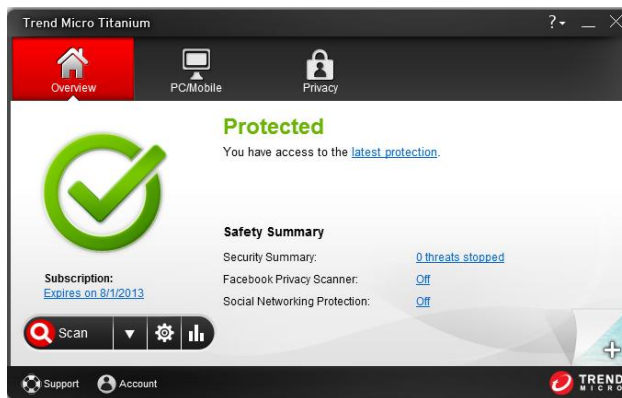 Trend Micro Titanium
?
Overview
PC/Mobile
Privacy
Protected
You have access to the latest protection.
Safety Summary
Security Summary: 0 threats stopped
Facebook Privacy Scanner: Off
Social Networking Protection: Off
Subscription:
Expires on 8/1/2013
Scan
Support
Account
TREND
MICRO